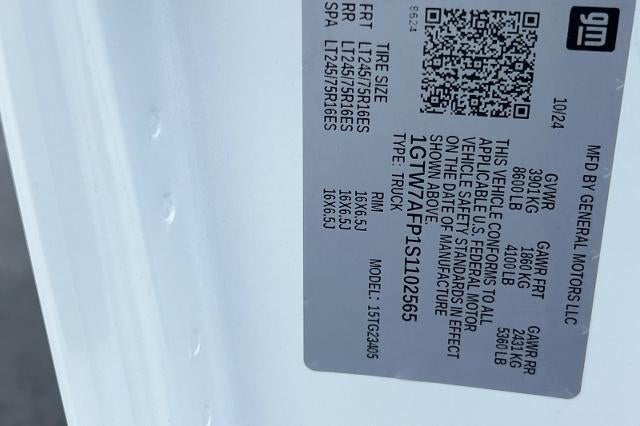 gm
MFD BY GENERAL MOTORS LLC
10/24
GVWR GAWR FRT GAWR RR
3901 KG 1860 KG 2431 KG
8600 LB 4100 LB 5360 LB
THIS VEHICLE CONFORMS TO ALL
APPLICABLE U.S. FEDERAL MOTOR
VEHICLE SAFETY STANDARDS IN EFFECT
ON THE DATE OF MANUFACTURE
SHOWN ABOVE.
1GTW7AFP1S1102565
TYPE: TRUCK
MODEL: 15TG23405
TIRE SIZE RIM
FRT LT245/75R16ES 16X6.5J
RR LT245/75R16ES 16X6.5J
SPA LT245/75R16ES 16X6.5J